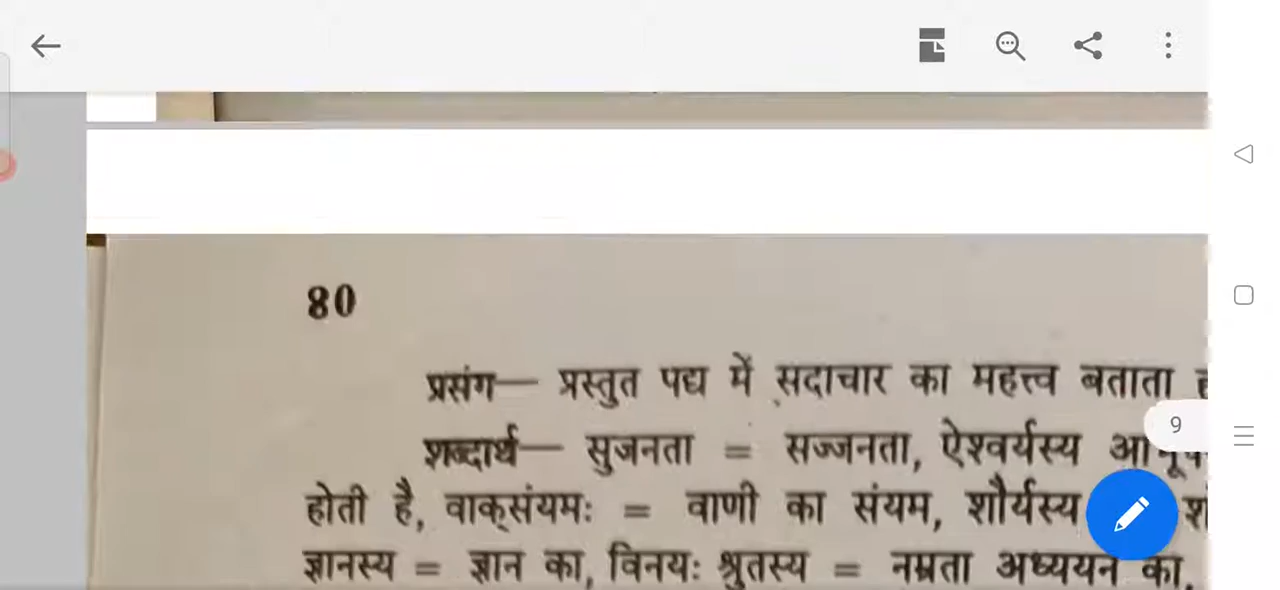 80
प्रसंग— प्रस्तुत पद्य में सदाचार का महत्त्व बताता
9
शब्दार्थ— सुजनता = सज्जनता, ऐश्वर्यस्य
होती है, वाक्संयमः = वाणी का संयम, शौर्यस्य
ज्ञानस्य = ज्ञान का, विनयः श्रुतस्य = नम्रता अध्ययन का,